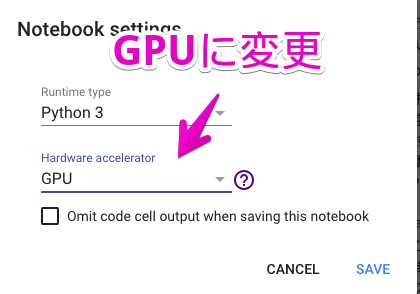 Notebook settings
GPUに変更
Runtime type
Python 3
Hardware accelerator
GPU
?
Omit code cell output when saving this notebook
CANCEL SAVE